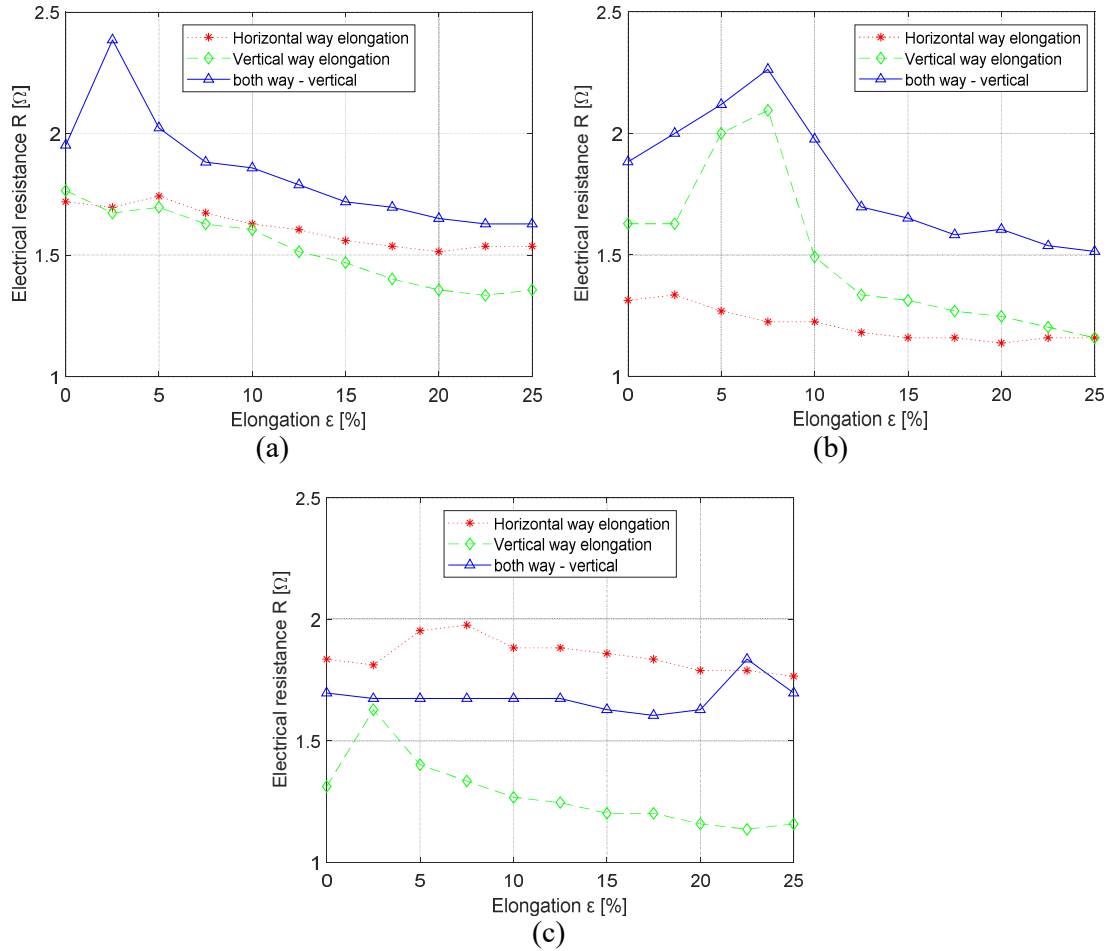 2.5
2
1.5
1
Electrical resistance R [Ω]
Horizontal way elongation
Vertical way elongation
both way - vertical
0 5 10 15 20 25
Elongation ε [%]
(a)
2.5
2
1.5
1
Electrical resistance R [Ω]
Horizontal way elongation
Vertical way elongation
both way - vertical
0 5 10 15 20 25
Elongation ε [%]
(b)
2.5
2
1.5
1
Electrical resistance R [Ω]
Horizontal way elongation
Vertical way elongation
both way - vertical
0 5 10 15 20 25
Elongation ε [%]
(c)